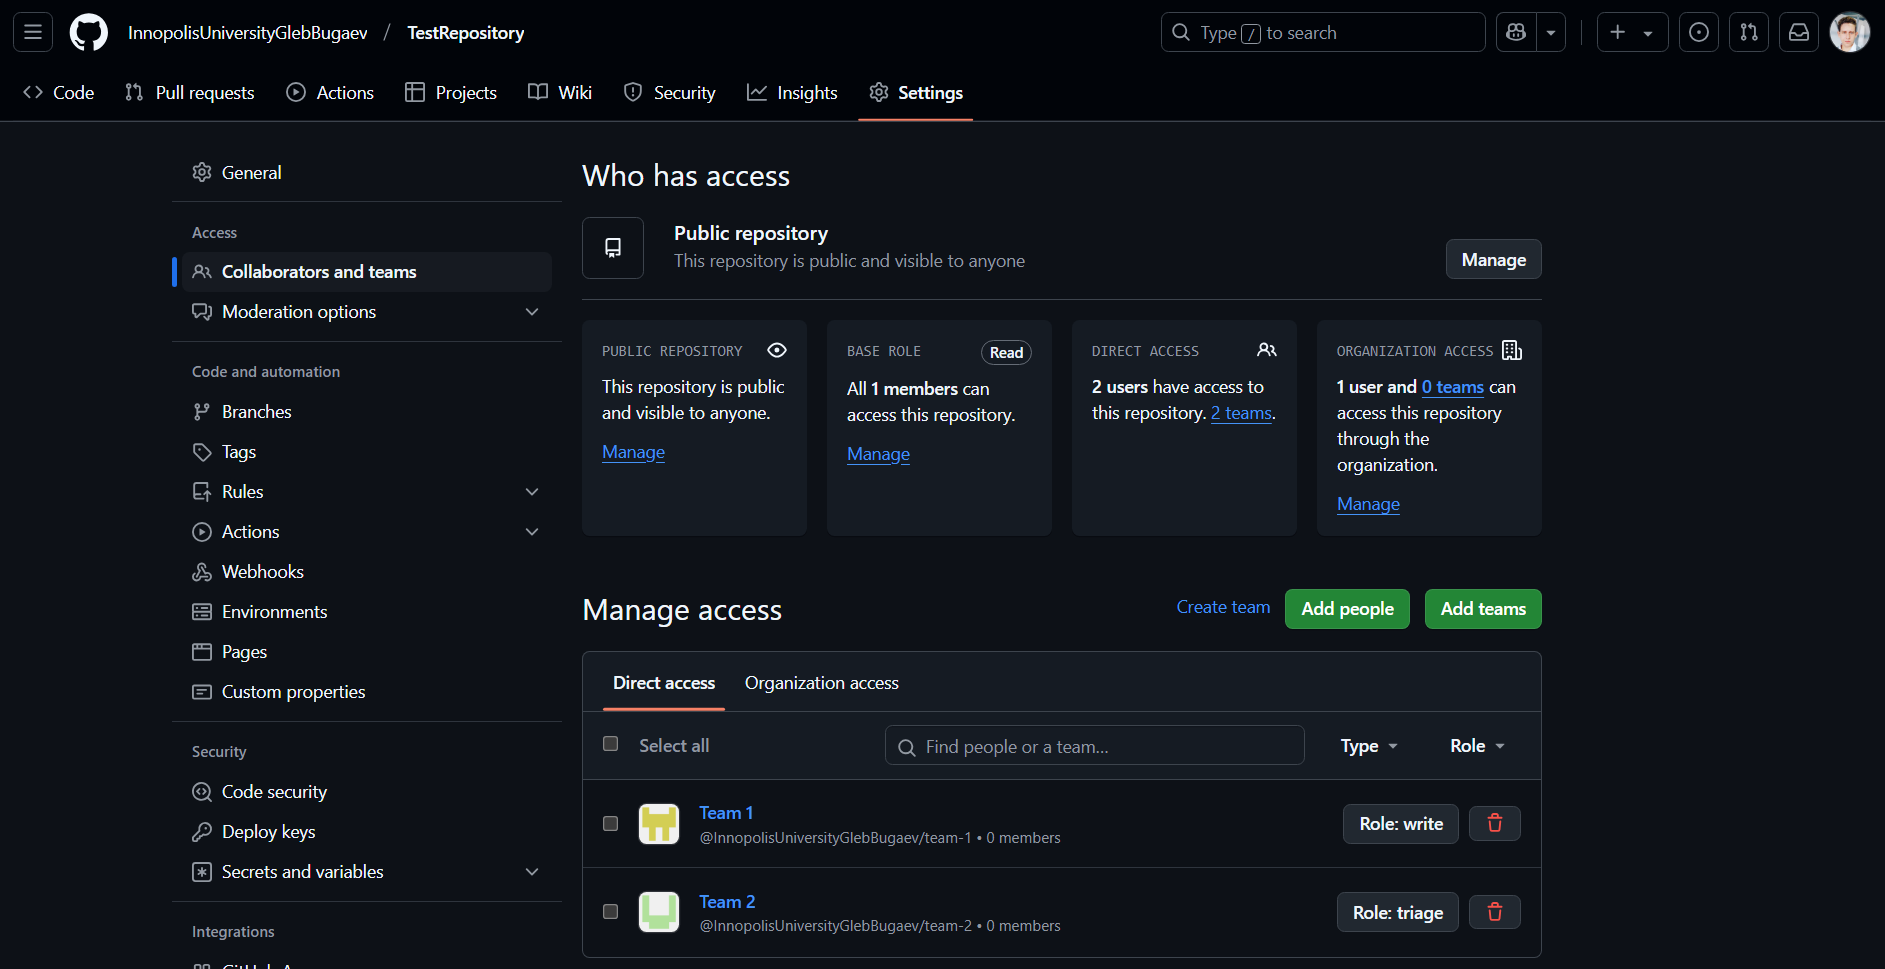 InnopolisUniversityGlebBugaev / TestRepository
Type / to search
Code Pull requests Actions Projects Wiki Security Insights Settings
General
Access
Collaborators and teams
Moderation options
Code and automation
Branches
Tags
Rules
Actions
Webhooks
Environments
Pages
Custom properties
Security
Code security
Deploy keys
Secrets and variables
Integrations
Who has access
Public repository
This repository is public and visible to anyone
Manage
PUBLIC REPOSITORY
This repository is public
and visible to anyone.
Manage
BASE ROLE Read
All 1 members can
access this repository.
Manage
DIRECT ACCESS
2 users have access to
this repository. 2 teams.
ORGANIZATION ACCESS
1 user and 0 teams can
access this repository
through the
organization.
Manage
Manage access
Create team Add people Add teams
Direct access Organization access
Select all Find people or a team... Type Role
Team 1
@InnopolisUniversityGlebBugaev/team-1 • 0 members
Role: write
Team 2
@InnopolisUniversityGlebBugaev/team-2 • 0 members
Role: triage